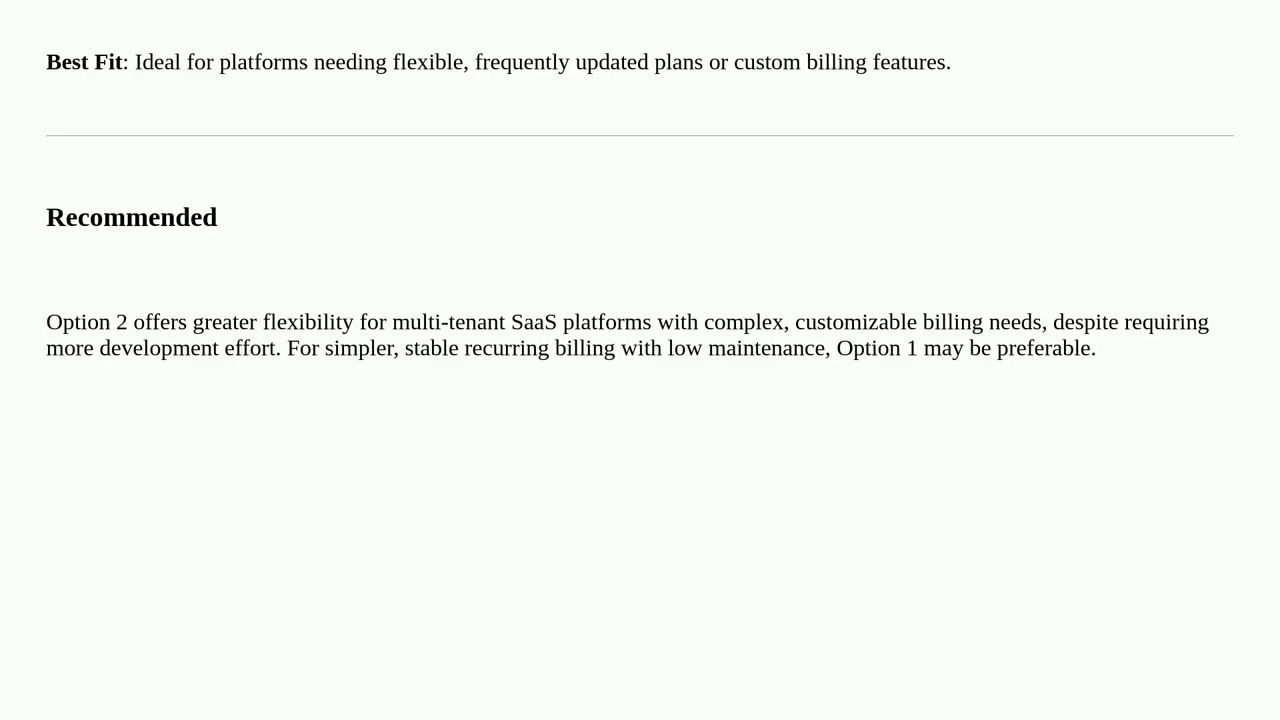 Best Fit: Ideal for platforms needing flexible, frequently updated plans or custom billing features.
Recommended
Option 2 offers greater flexibility for multi-tenant SaaS platforms with complex, customizable billing needs, despite requiring
more development effort. For simpler, stable recurring billing with low maintenance, Option 1 may be preferable.